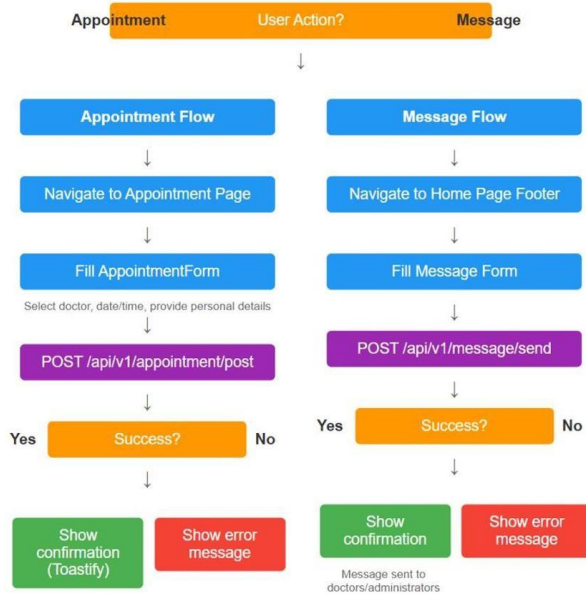 Appointment User Action? Message
Appointment Flow
Message Flow
Navigate to Appointment Page
Navigate to Home Page Footer
Fill AppointmentForm
Fill Message Form
Select doctor, date/time, provide personal details
POST /api/v1/appointment/post
POST /api/v1/message/send
Yes Success? No
Yes Success? No
Show
confirmation
(Toastify)
Show error
message
Show
confirmation
Show error
message
Message sent to
doctors/administrators